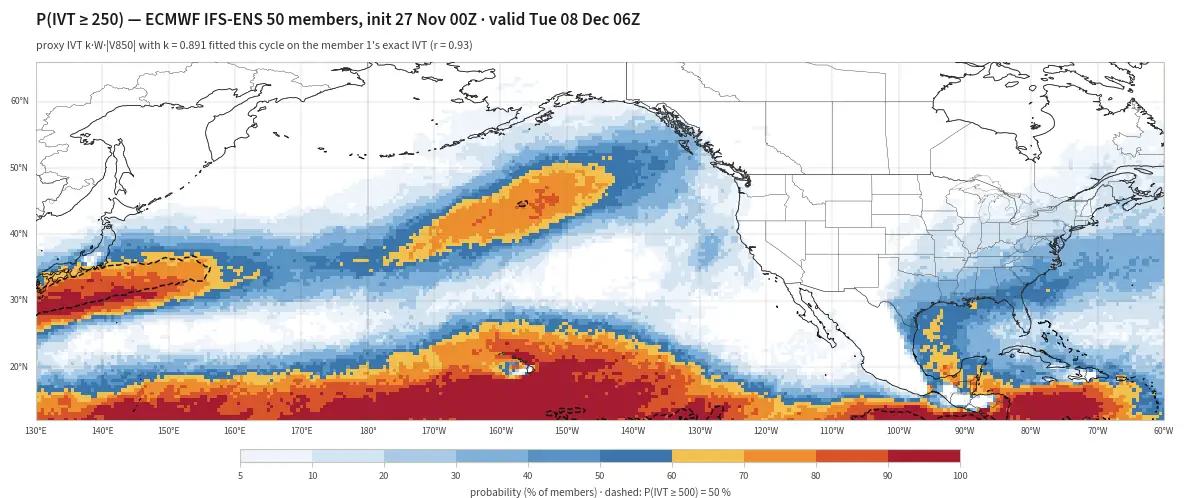 P(IVT ≥ 250) — ECMWF IFS-ENS 50 members, init 27 Nov 00Z · valid Tue 08 Dec 06Z
proxy IVT k·W·|V850| with k = 0.891 fitted this cycle on the member 1's exact IVT (r = 0.93)
60°N
50°N
40°N
30°N
20°N
130°E 140°E 150°E 160°E 170°E 180° 170°W 160°W 150°W 140°W 130°W 120°W 110°W 100°W 90°W 80°W 70°W 60°W
5 10 20 30 40 50 60 70 80 90 100
probability (% of members) · dashed: P(IVT ≥ 500) = 50 %